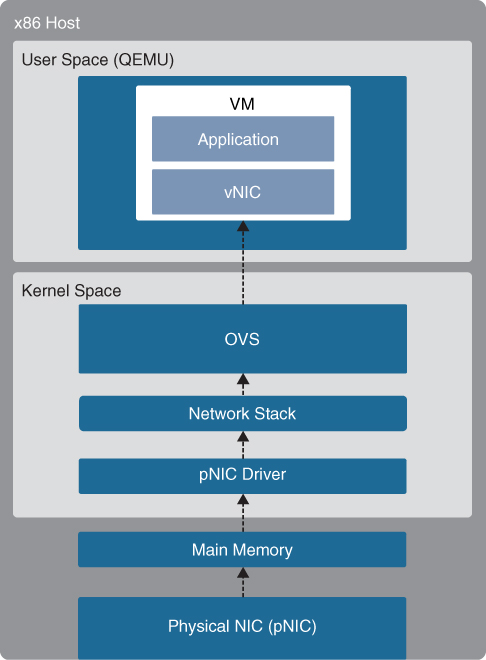 x86 Host
User Space (QEMU)
VM
Application
vNIC
Kernel Space
OVS
Network Stack
pNIC Driver
Main Memory
Physical NIC (pNIC)